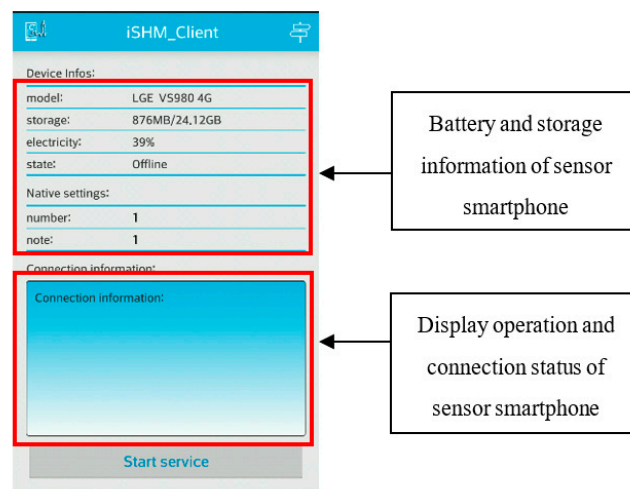 iSHM_Client
Device Infos:
model: LGE VS980 4G
storage: 876MB/24.12GB
electricity: 39%
state: Offline
Native settings:
number: 1
note: 1
Connection information:
Connection information:
Start service
Battery and storage
information of sensor
smartphone
Display operation and
connection status of
sensor smartphone